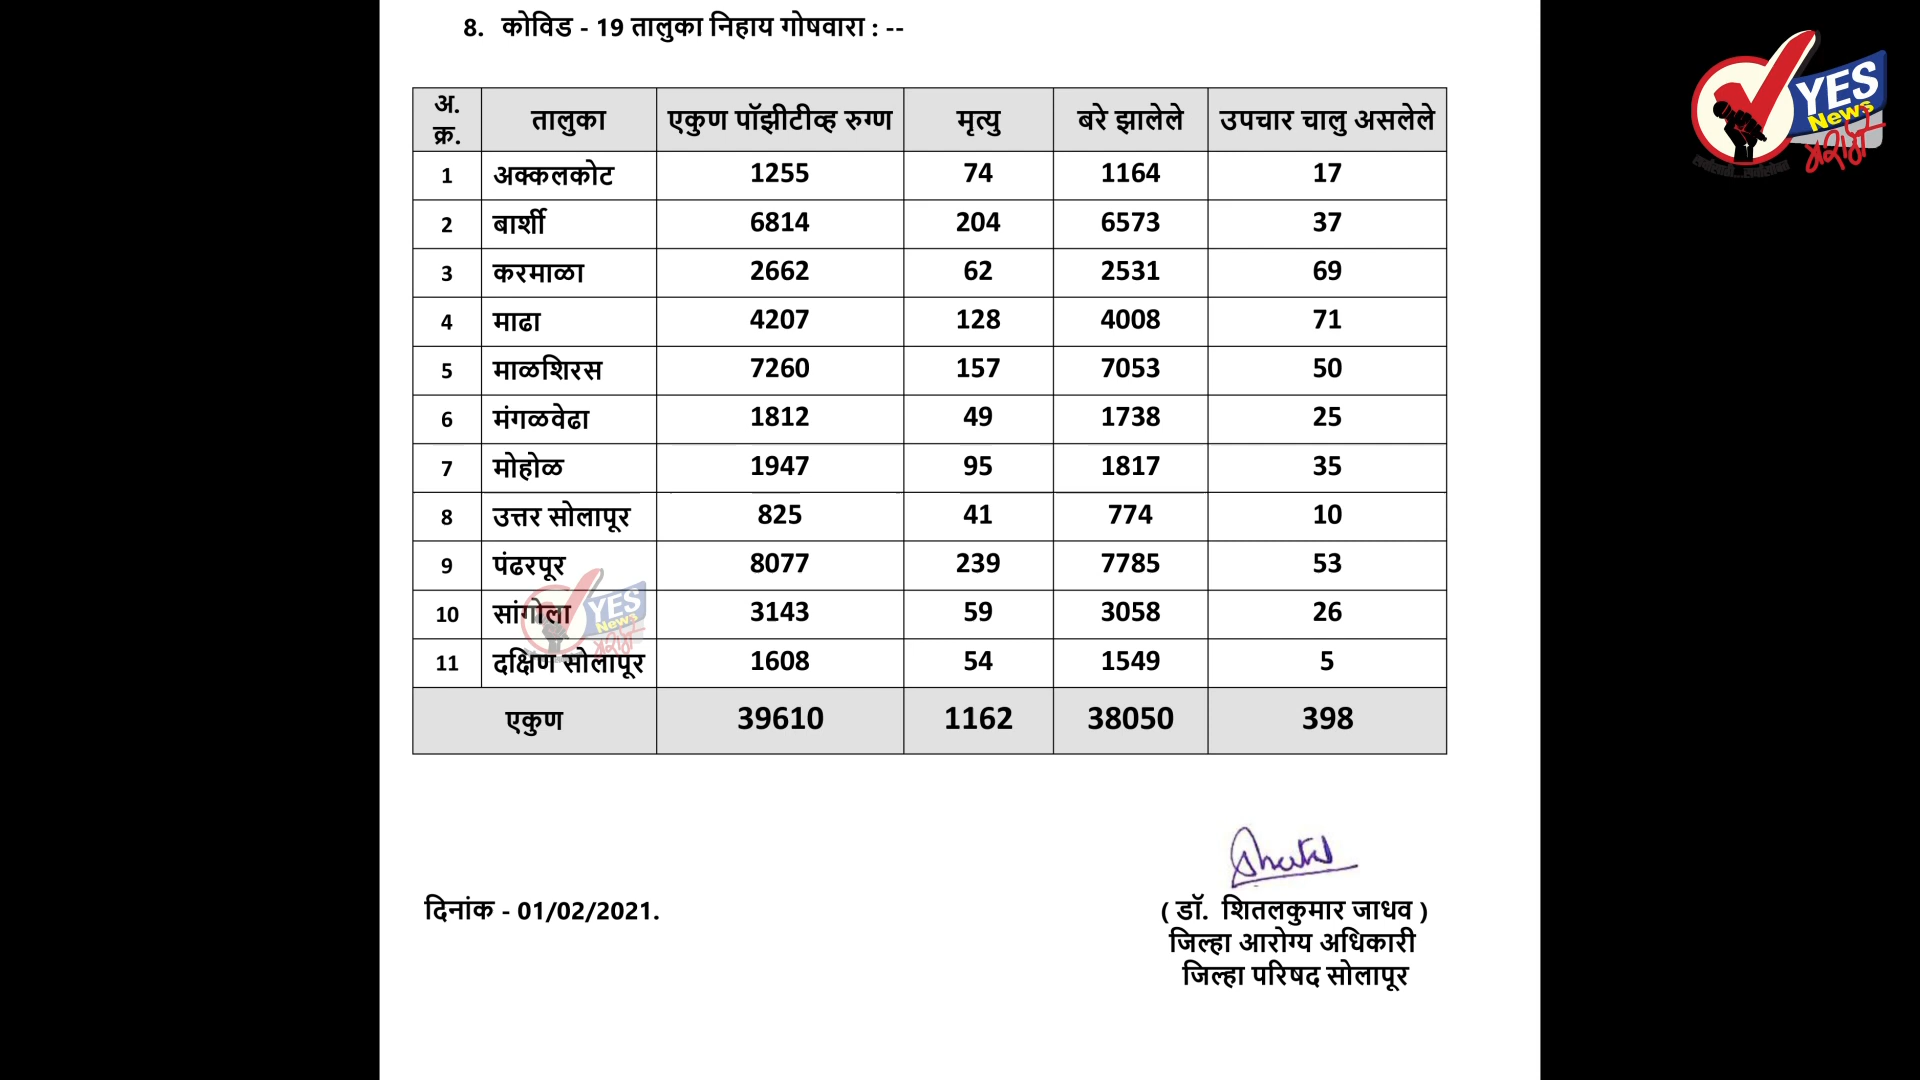 8. कोविड - 19 तालुका निहाय गोषवारा : --
YES
News
मराठी
अ. क्र. तालुका एकुण पॉझीटीव्ह रुग्ण मृत्यु बरे झालेले उपचार चालु असलेले
1 अक्कलकोट 1255 74 1164 17
2 बार्शी 6814 204 6573 37
3 करमाळा 2662 62 2531 69
4 माढा 4207 128 4008 71
5 माळशिरस 7260 157 7053 50
6 मंगळवेढा 1812 49 1738 25
7 मोहोळ 1947 95 1817 35
8 उत्तर सोलापूर 825 41 774 10
9 पंढरपूर 8077 239 7785 53
10 सांगोला 3143 59 3058 26
YES
News
मराठी
11 दक्षिण सोलापूर 1608 54 1549 5
एकुण 39610 1162 38050 398
दिनांक - 01/02/2021.
( डॉ. शितलकुमार जाधव )
जिल्हा आरोग्य अधिकारी
जिल्हा परिषद सोलापूर